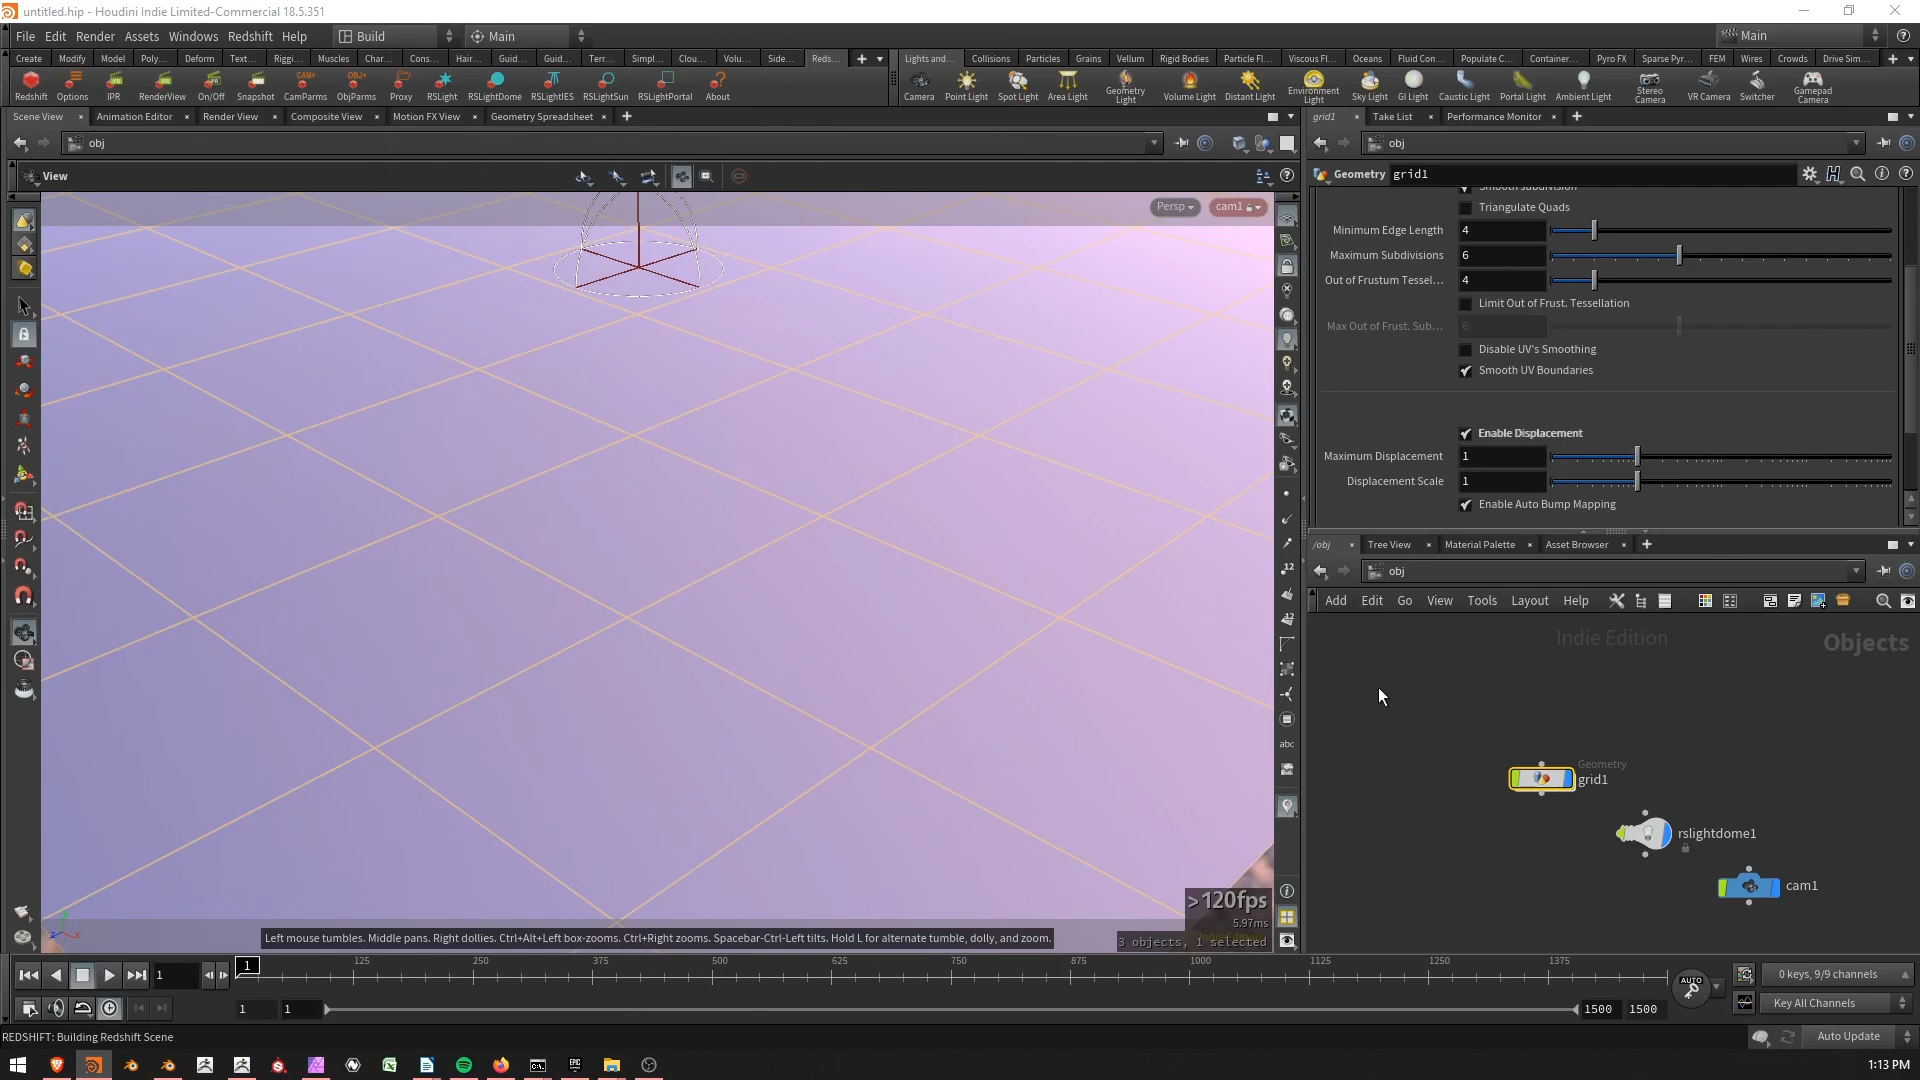 untitled.hip - Houdini Indie Limited-Commercial 18.5.351
File Edit Render Assets Windows Redshift Help Build Main Main
Create Modify Model Poly... Deform Text... Riggi... Muscles Char... Cons... Hair... Guid... Guid... Terr... Simpl... Clou... Volu... Side... Reds...
Redshift Options IPR RenderView On/Off Snapshot CamParms ObjParms Proxy RSLight RSLightDome RSLightIES RSLightSun RSLightPortal About
Lights and... Collisions Particles Grains Vellum Rigid Bodies Particle Fl... Viscous Fl... Oceans Fluid Con... Populate C... Container... Pyro FX Sparse Pyr... FEM Wires Crowds Drive Sim...
Camera Point Light Spot Light Area Light Geometry Light Volume Light Distant Light Environment Light Sky Light GI Light Caustic Light Portal Light Ambient Light Stereo Camera VR Camera Switcher Gamepad Camera
Scene View Animation Editor Render View Composite View Motion FX View Geometry Spreadsheet
obj
View
Persp cam1
>120fps
5.97ms
3 objects, 1 selected
Left mouse tumbles. Middle pans. Right dollies. Ctrl+Alt+Left box-zooms. Ctrl+Right zooms. Spacebar-Ctrl-Left tilts. Hold L for alternate tumble, dolly, and zoom.
grid1 Take List Performance Monitor
obj
Geometry grid1
Smooth Subdivision
Triangulate Quads
Minimum Edge Length 4
Maximum Subdivisions 6
Out of Frustum Tessel... 4
Limit Out of Frust. Tessellation
Max Out of Frust. Sub... 6
Disable UV's Smoothing
Smooth UV Boundaries
Enable Displacement
Maximum Displacement 1
Displacement Scale 1
Enable Auto Bump Mapping
/obj Tree View Material Palette Asset Browser
obj
Add Edit Go View Tools Layout Help
Indie Edition
Objects
Geometry
grid1
rslightdome1
cam1
1 1 125 250 375 500 625 750 875 1000 1125 1250 1375
AUTO
0 keys, 9/9 channels
1 1 1500 1500
Key All Channels
REDSHIFT: Building Redshift Scene
Auto Update
1:13 PM